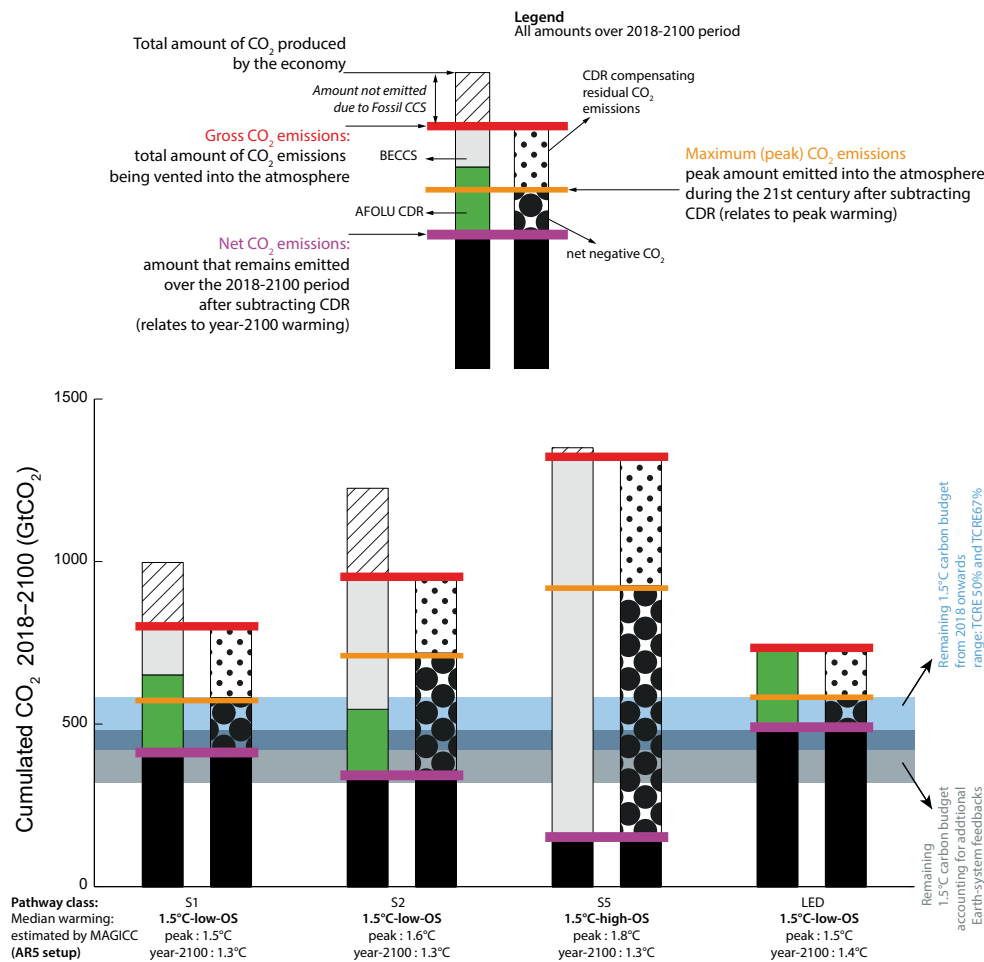 Legend
All amounts over 2018-2100 period
Total amount of CO2 produced
by the economy
Amount not emitted
due to Fossil CCS
CDR compensating
residual CO2
emissions
Gross CO2 emissions:
total amount of CO2 emissions
being vented into the atmosphere
BECCS
AFOLU CDR
Maximum (peak) CO2 emissions
peak amount emitted into the atmosphere
during the 21st century after subtracting
CDR (relates to peak warming)
Net CO2 emissions:
amount that remains emitted
over the 2018-2100 period
after subtracting CDR
(relates to year-2100 warming)
net negative CO2
Cumulated CO2 2018−2100 (GtCO2)
1500
1000
500
0
Remaining 1.5°C carbon budget
from 2018 onwards
range: TCRE 50% and TCRE67%
Remaining
1.5°C carbon budget
accounting for addtional
Earth-system feedbacks
Pathway class: S1 S2 S5 LED
Median warming: 1.5°C-low-OS 1.5°C-low-OS 1.5°C-high-OS 1.5°C-low-OS
estimated by MAGICC peak : 1.5°C peak : 1.6°C peak : 1.8°C peak : 1.5°C
(AR5 setup) year-2100 : 1.3°C year-2100 : 1.3°C year-2100 : 1.3°C year-2100 : 1.4°C